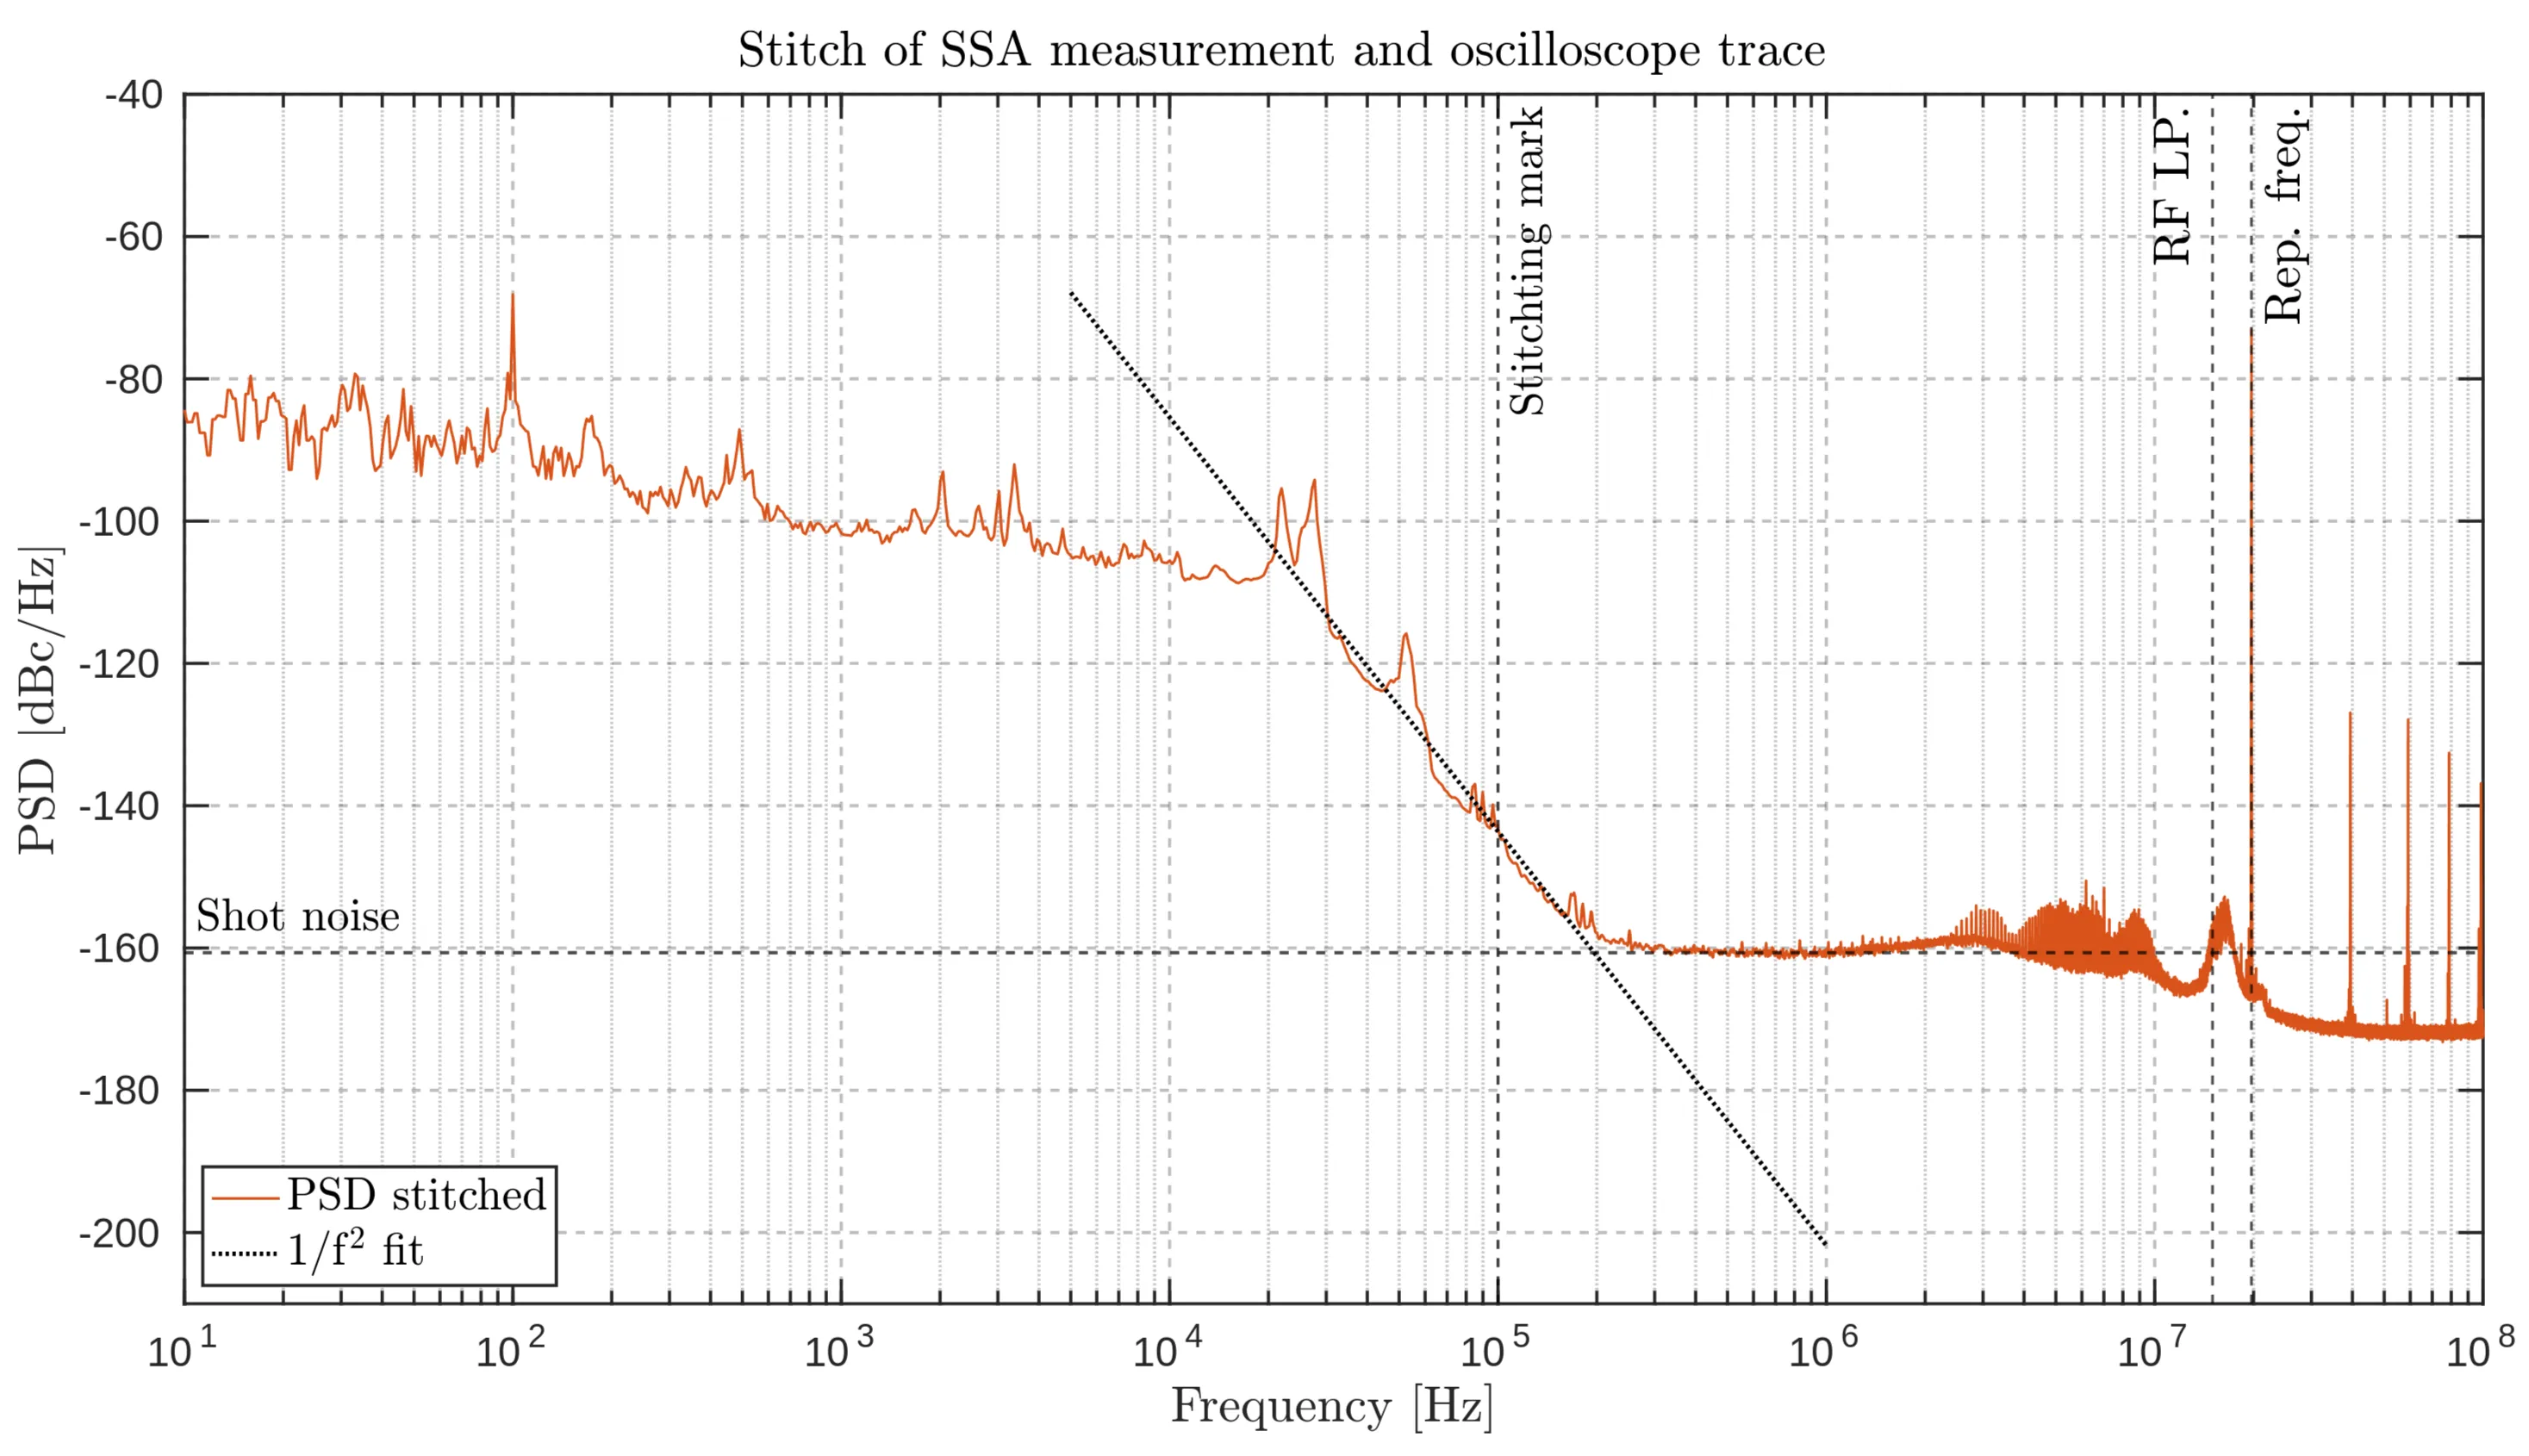 Stitch of SSA measurement and oscilloscope trace
-40
-60
-80
-100
-120
-140
-160
-180
-200
PSD [dBc/Hz]
Stitchting mark
RF LP.
Rep. freq.
Shot noise
PSD stitched
1/f² fit
10¹
10²
10³
10⁴
10⁵
10⁶
10⁷
10⁸
Frequency [Hz]